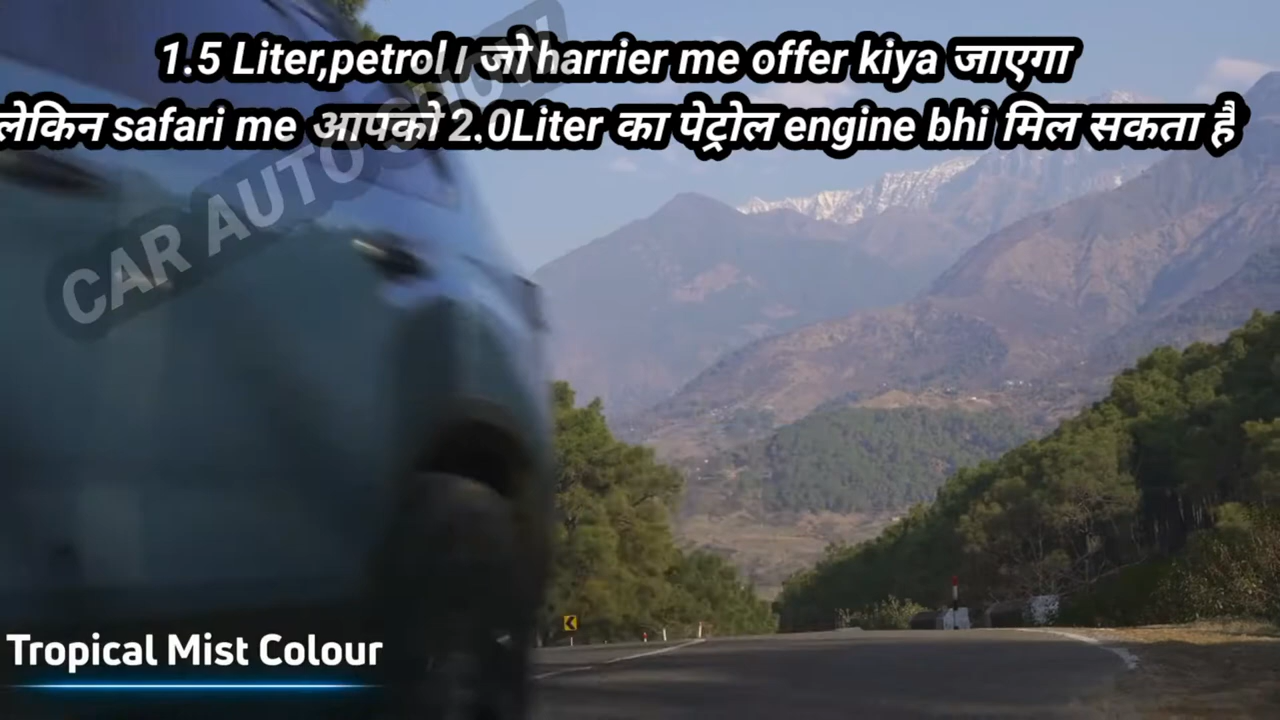 1.5 Liter,petrol । जो harrier me offer kiya जाएगा
लेकिन safari me आपको 2.0Liter का पेट्रोल engine bhi मिल सकता है
CAR AUTO SHOW
Tropical Mist Colour